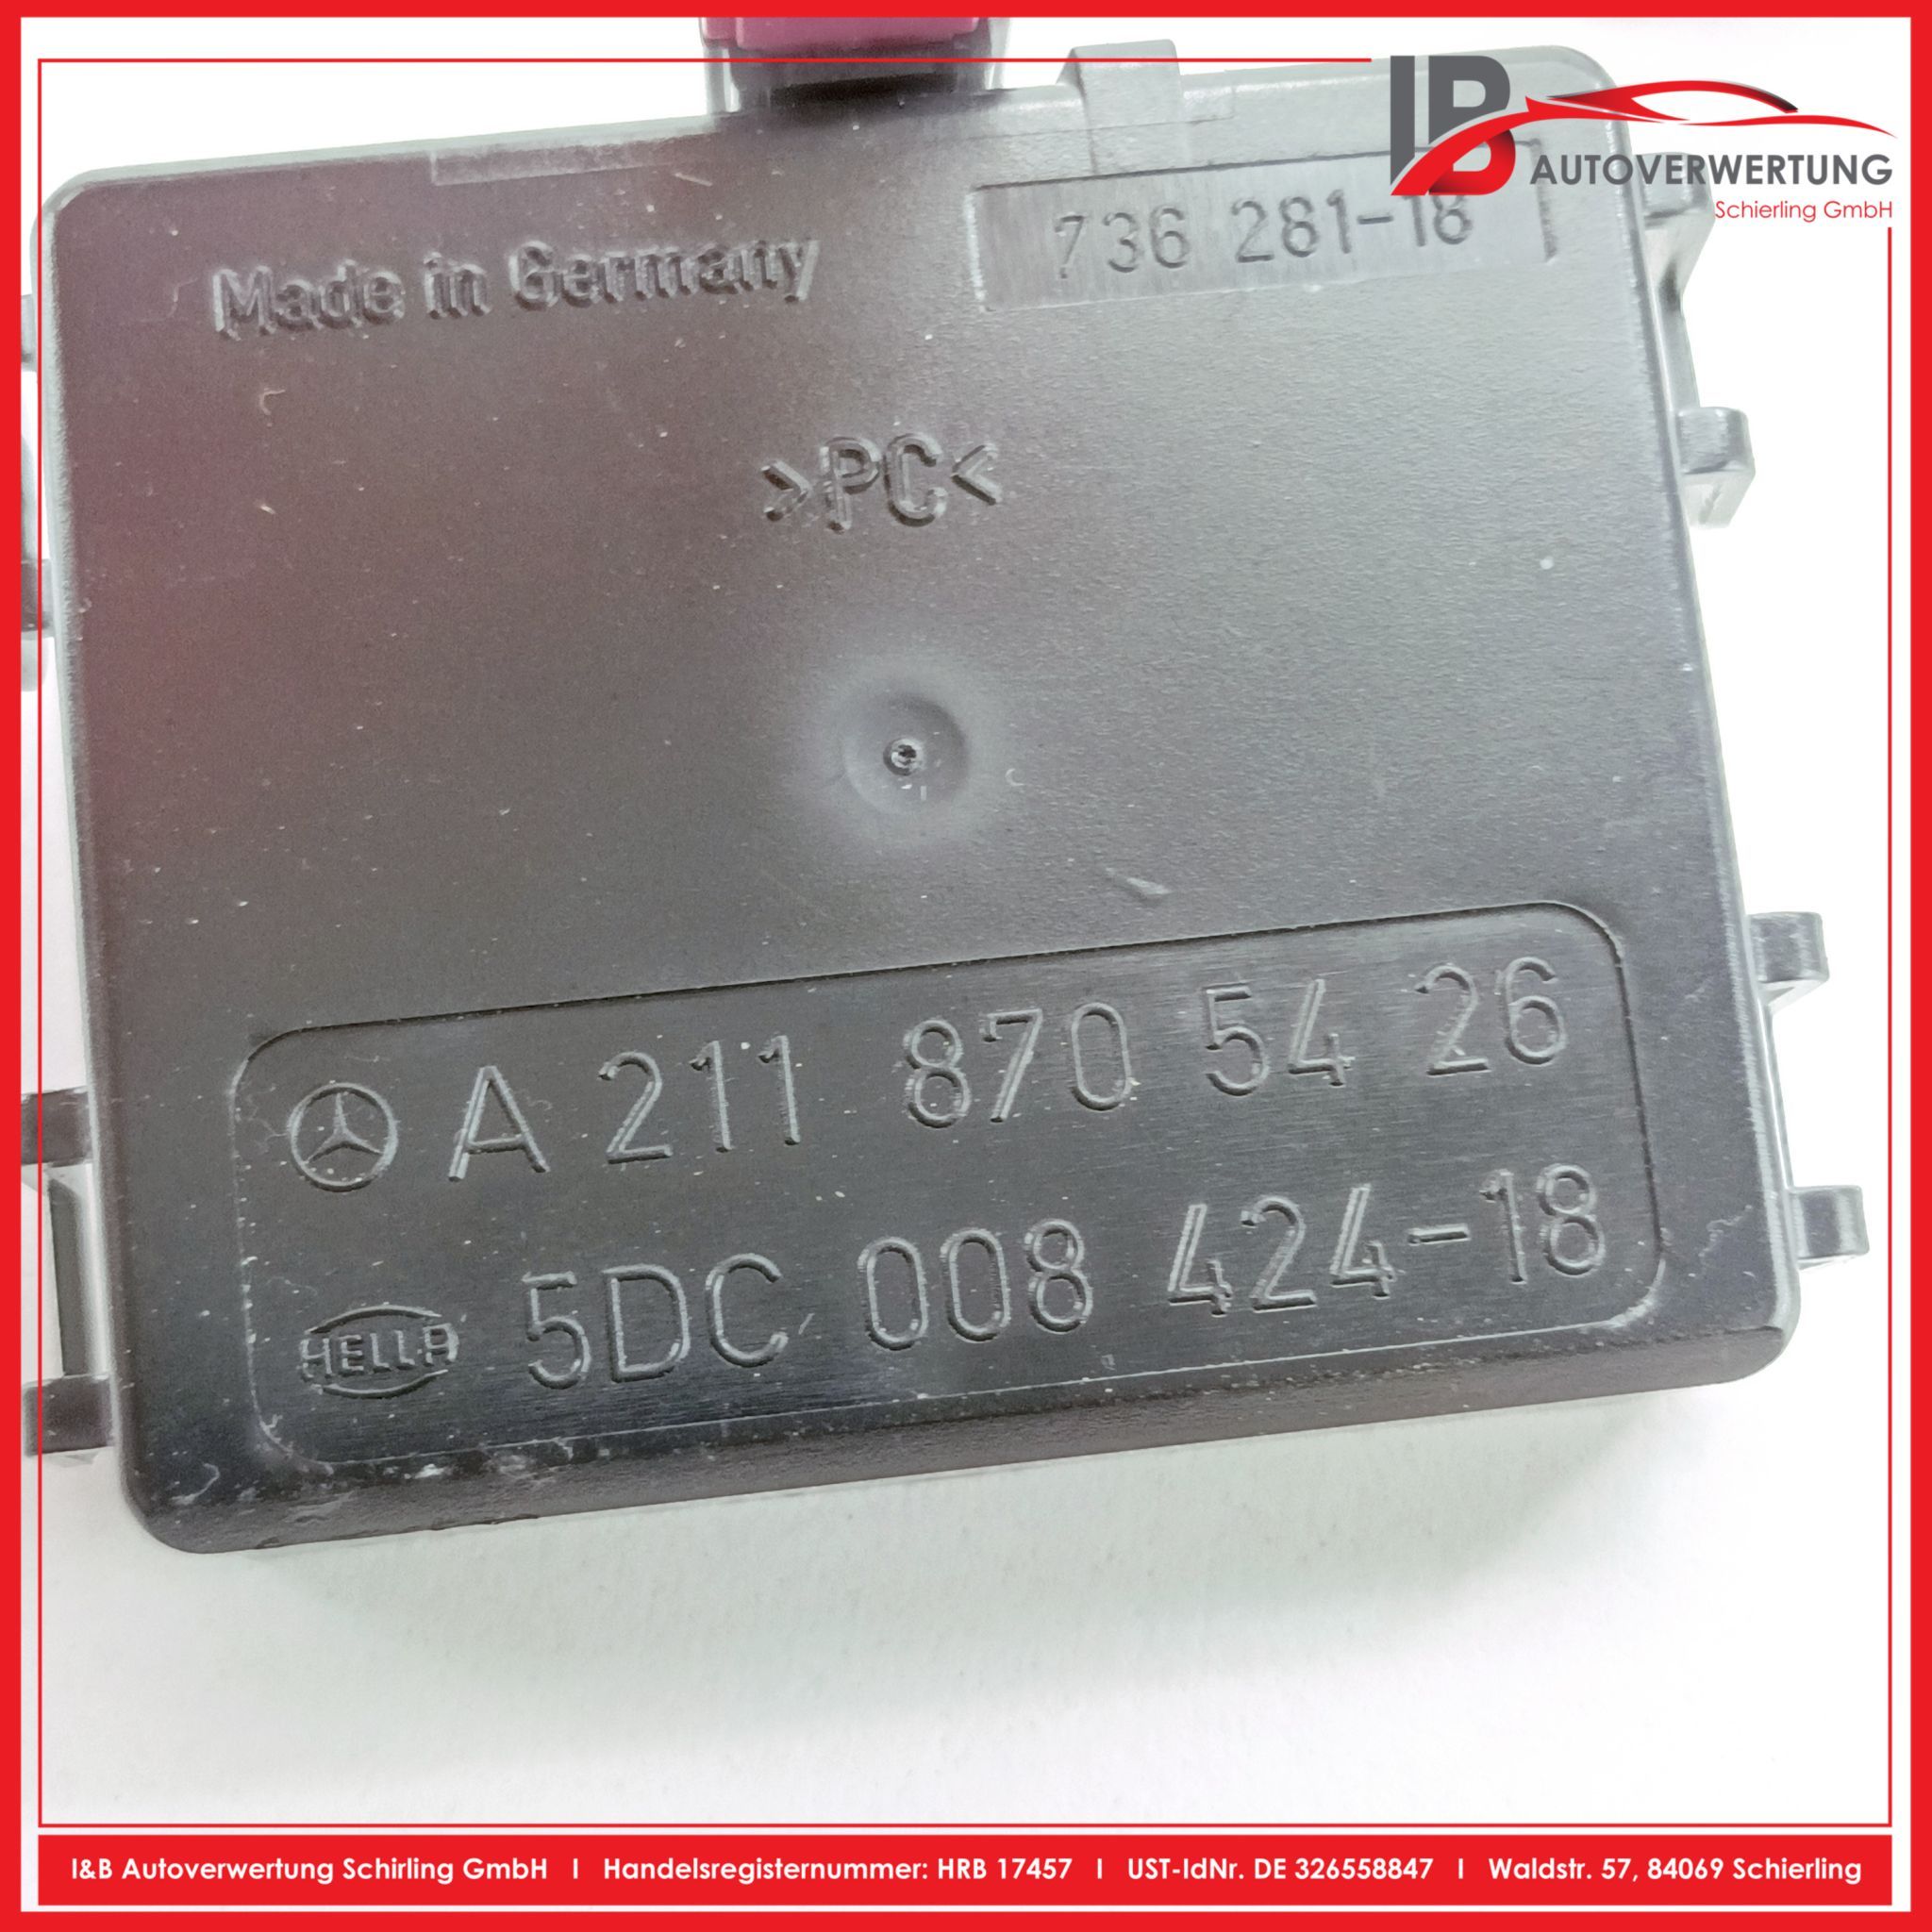 IB
AUTOVERWERTUNG
Schierling GmbH
736 281-18
Made in Germany
>PC<
A 211 870 54 26
HELLA 5DC 008 424-18
I&B Autoverwertung Schirling GmbH I Handelsregisternummer: HRB 17457 I UST-IdNr. DE 326558847 I Waldstr. 57, 84069 Schierling